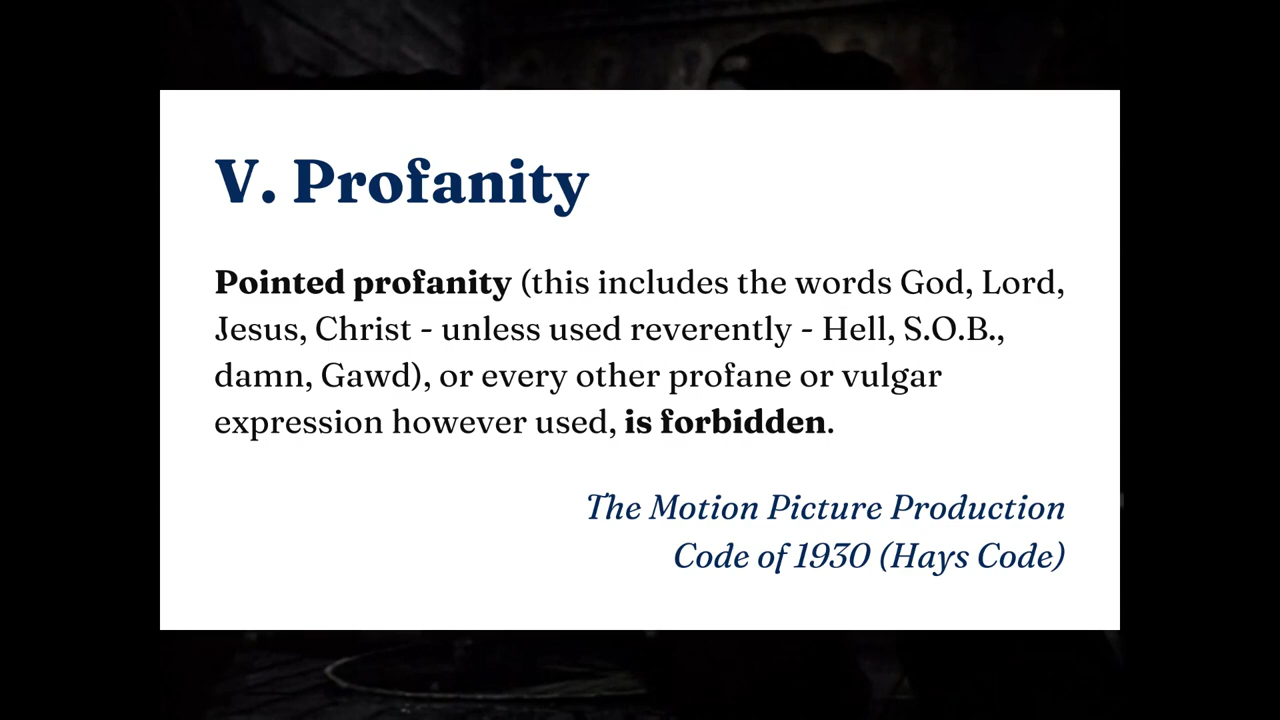 V. Profanity
Pointed profanity (this includes the words God, Lord,
Jesus, Christ - unless used reverently - Hell, S.O.B.,
damn, Gawd), or every other profane or vulgar
expression however used, is forbidden.
The Motion Picture Production
Code of 1930 (Hays Code)